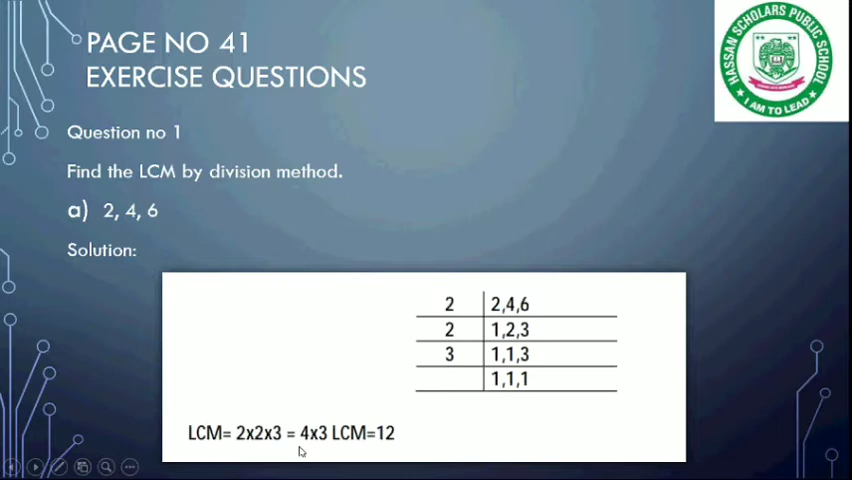 PAGE NO 41
EXERCISE QUESTIONS
HASSAN SCHOLARS PUBLIC SCHOOL
I AM TO LEAD
Question no 1
Find the LCM by division method.
a) 2, 4, 6
Solution:
2 2,4,6
2 1,2,3
3 1,1,3
1,1,1
LCM= 2x2x3 = 4x3 LCM=12